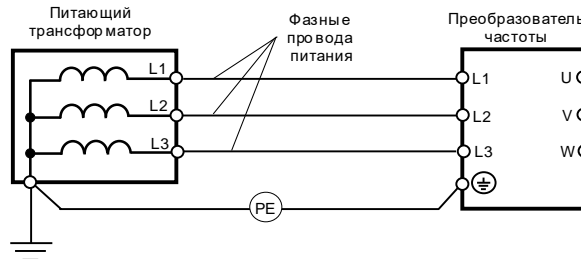 Питающий
трансформатор
Фазные
провода
питания
Преобразователь
частоты
L1
L2
L3
L1
L2
L3
U
V
W
PE